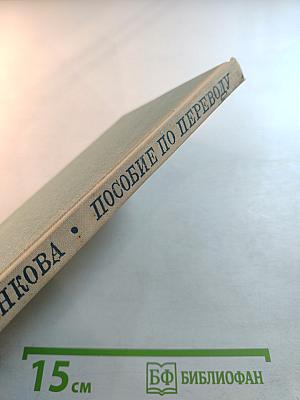 НКОВА • ПОСОБИЕ ПО ПЕРЕВОДУ
15 СМ
БФ БИБЛИОФАН